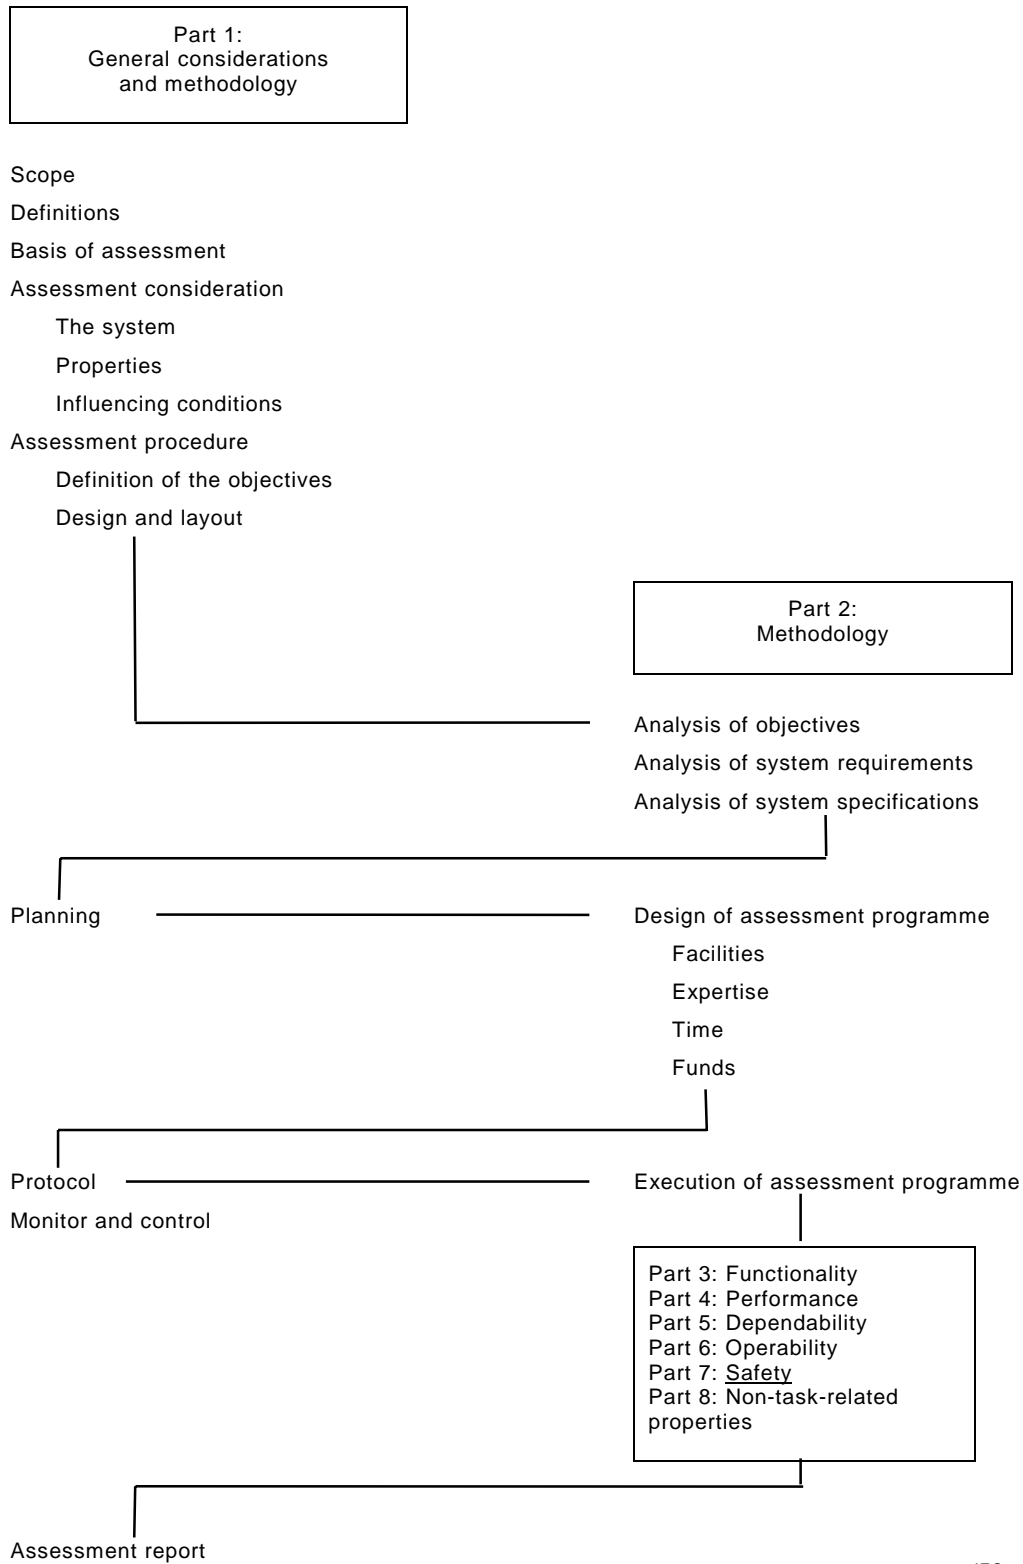 Part 1:
General considerations
and methodology
Scope
Definitions
Basis of assessment
Assessment consideration
The system
Properties
Influencing conditions
Assessment procedure
Definition of the objectives
Design and layout
Part 2:
Methodology
Analysis of objectives
Analysis of system requirements
Analysis of system specifications
Planning
Design of assessment programme
Facilities
Expertise
Time
Funds
Protocol
Execution of assessment programme
Monitor and control
Part 3: Functionality
Part 4: Performance
Part 5: Dependability
Part 6: Operability
Part 7: Safety
Part 8: Non-task-related
properties
Assessment report